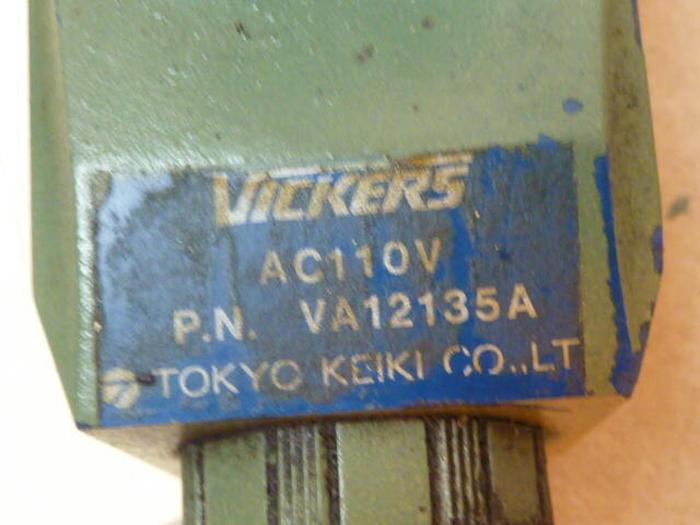 VICKERS
AC110V
P.N. VA12135A
TOKYO KEIKI CO.,LT